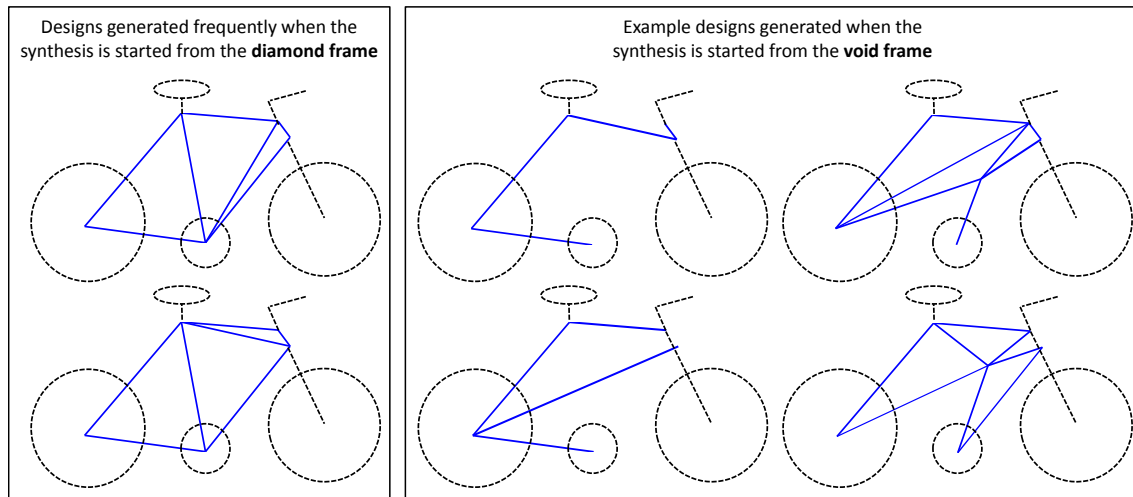 Designs generated frequently when the
synthesis is started from the diamond frame
Example designs generated when the
synthesis is started from the void frame